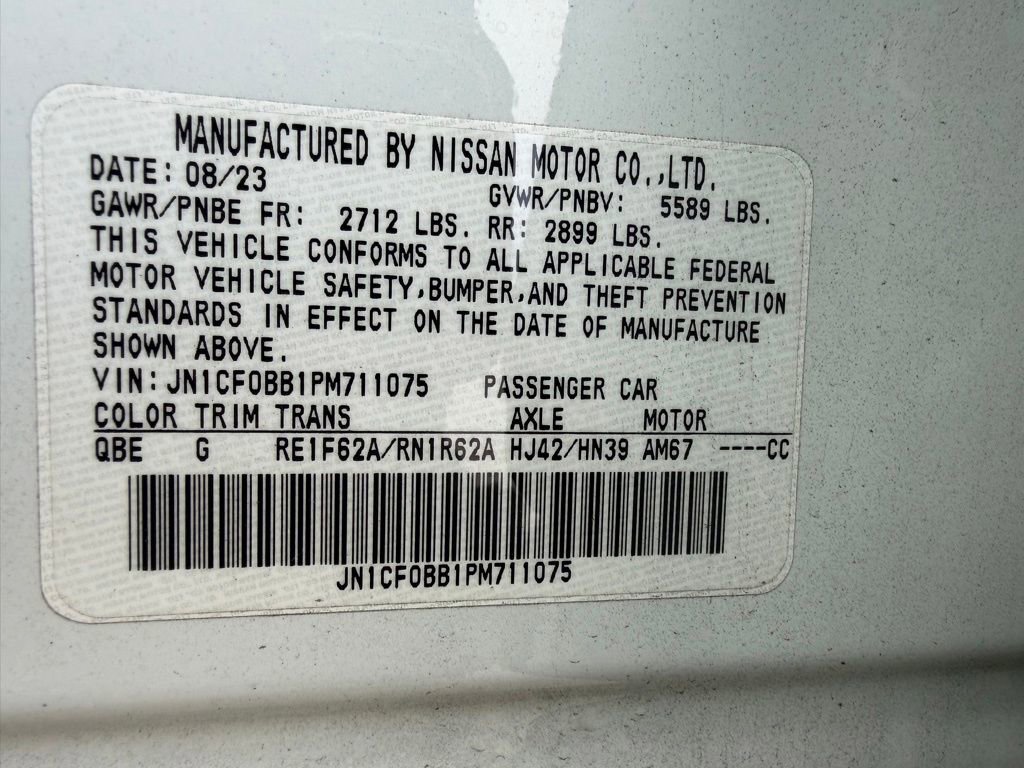 MANUFACTURED BY NISSAN MOTOR CO.,LTD.
DATE: 08/23 GVWR/PNBV: 5589 LBS.
GAWR/PNBE FR: 2712 LBS. RR: 2899 LBS.
THIS VEHICLE CONFORMS TO ALL APPLICABLE FEDERAL
MOTOR VEHICLE SAFETY,BUMPER,AND THEFT PREVENTION
STANDARDS IN EFFECT ON THE DATE OF MANUFACTURE
SHOWN ABOVE.
VIN: JN1CF0BB1PM711075 PASSENGER CAR
COLOR TRIM TRANS AXLE MOTOR
QBE G RE1F62A/RN1R62A HJ42/HN39 AM67 ----CC
JN1CF0BB1PM711075